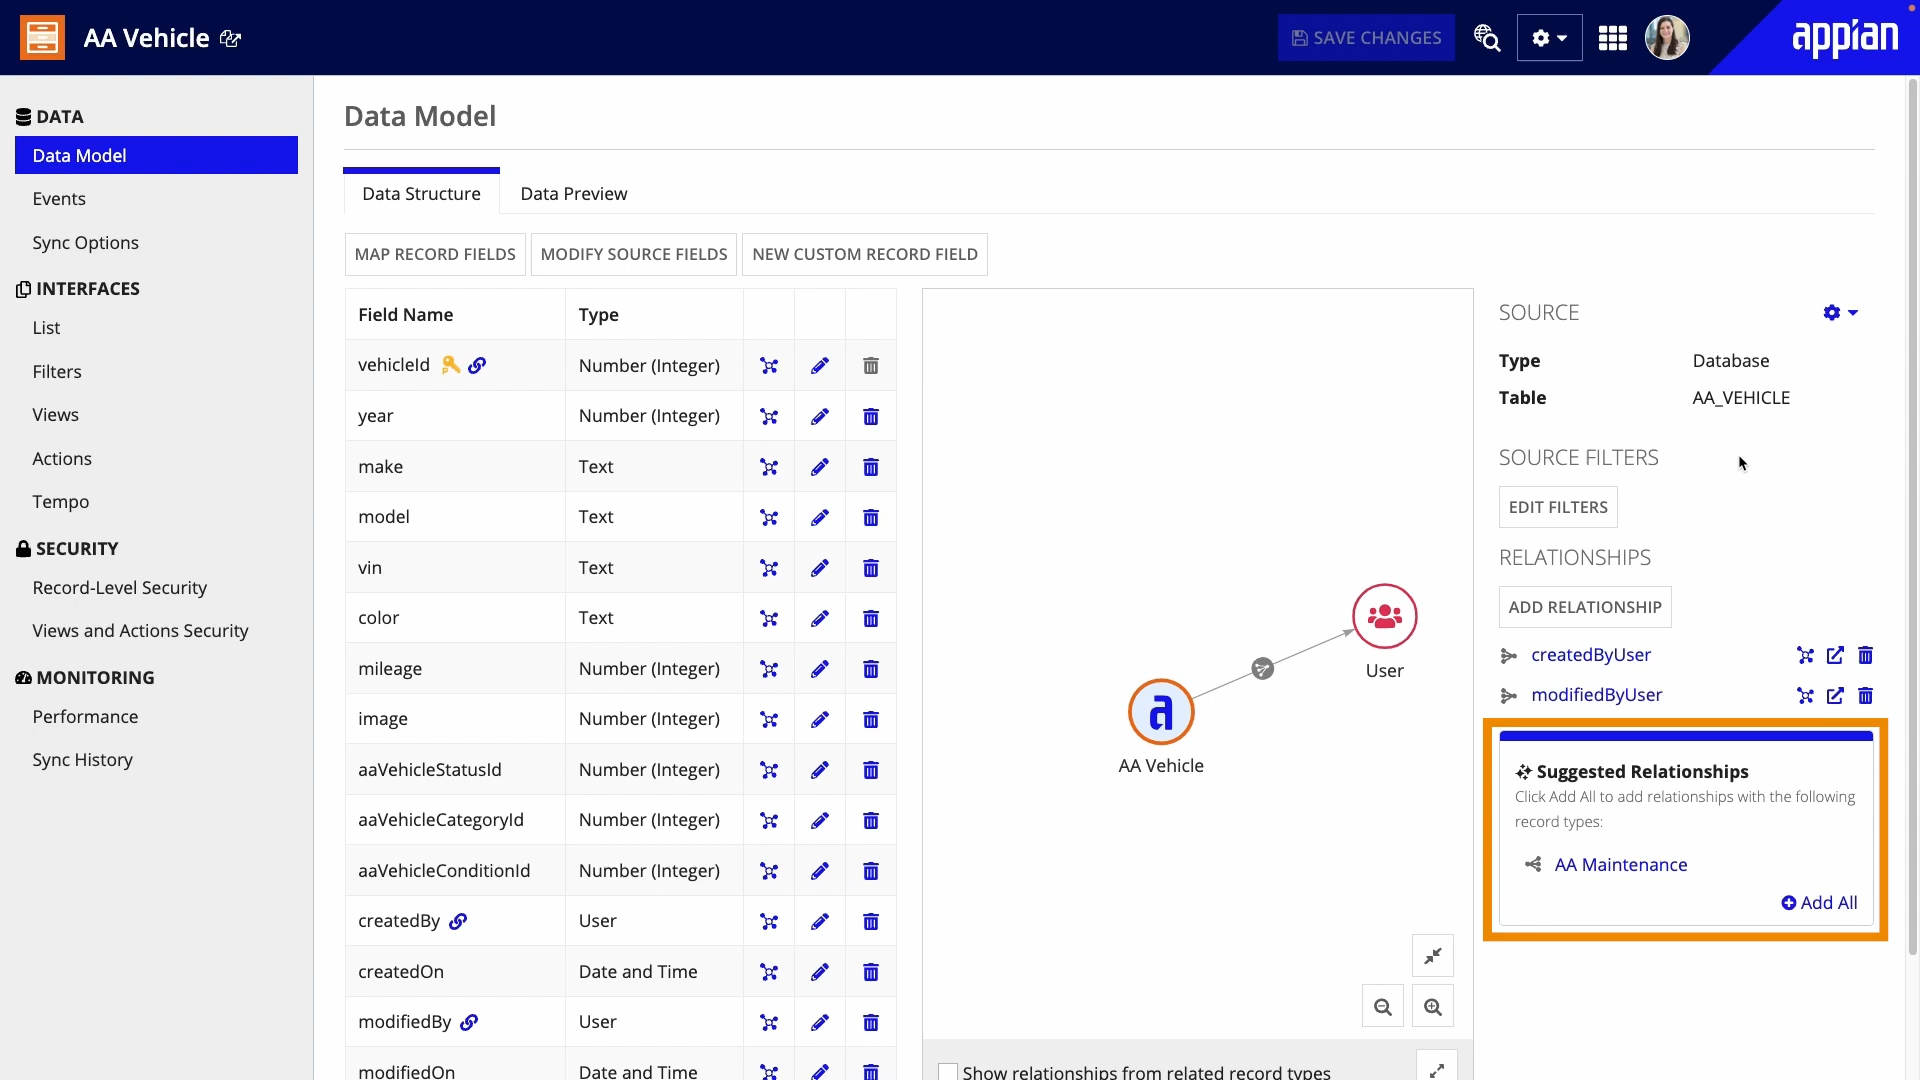 AA Vehicle
SAVE CHANGES
appian
DATA
Data Model
Events
Sync Options
INTERFACES
List
Filters
Views
Actions
Tempo
SECURITY
Record-Level Security
Views and Actions Security
MONITORING
Performance
Sync History
Data Model
Data Structure
Data Preview
MAP RECORD FIELDS
MODIFY SOURCE FIELDS
NEW CUSTOM RECORD FIELD
Field Name Type
vehicleId Number (Integer)
year Number (Integer)
make Text
model Text
vin Text
color Text
mileage Number (Integer)
image Number (Integer)
aaVehicleStatusId Number (Integer)
aaVehicleCategoryId Number (Integer)
aaVehicleConditionId Number (Integer)
createdBy User
createdOn Date and Time
modifiedBy User
modifiedOn Date and Time
User
a
AA Vehicle
Show relationships from related record types
SOURCE
Type Database
Table AA_VEHICLE
SOURCE FILTERS
EDIT FILTERS
RELATIONSHIPS
ADD RELATIONSHIP
createdByUser
modifiedByUser
Suggested Relationships
Click Add All to add relationships with the following
record types:
AA Maintenance
Add All